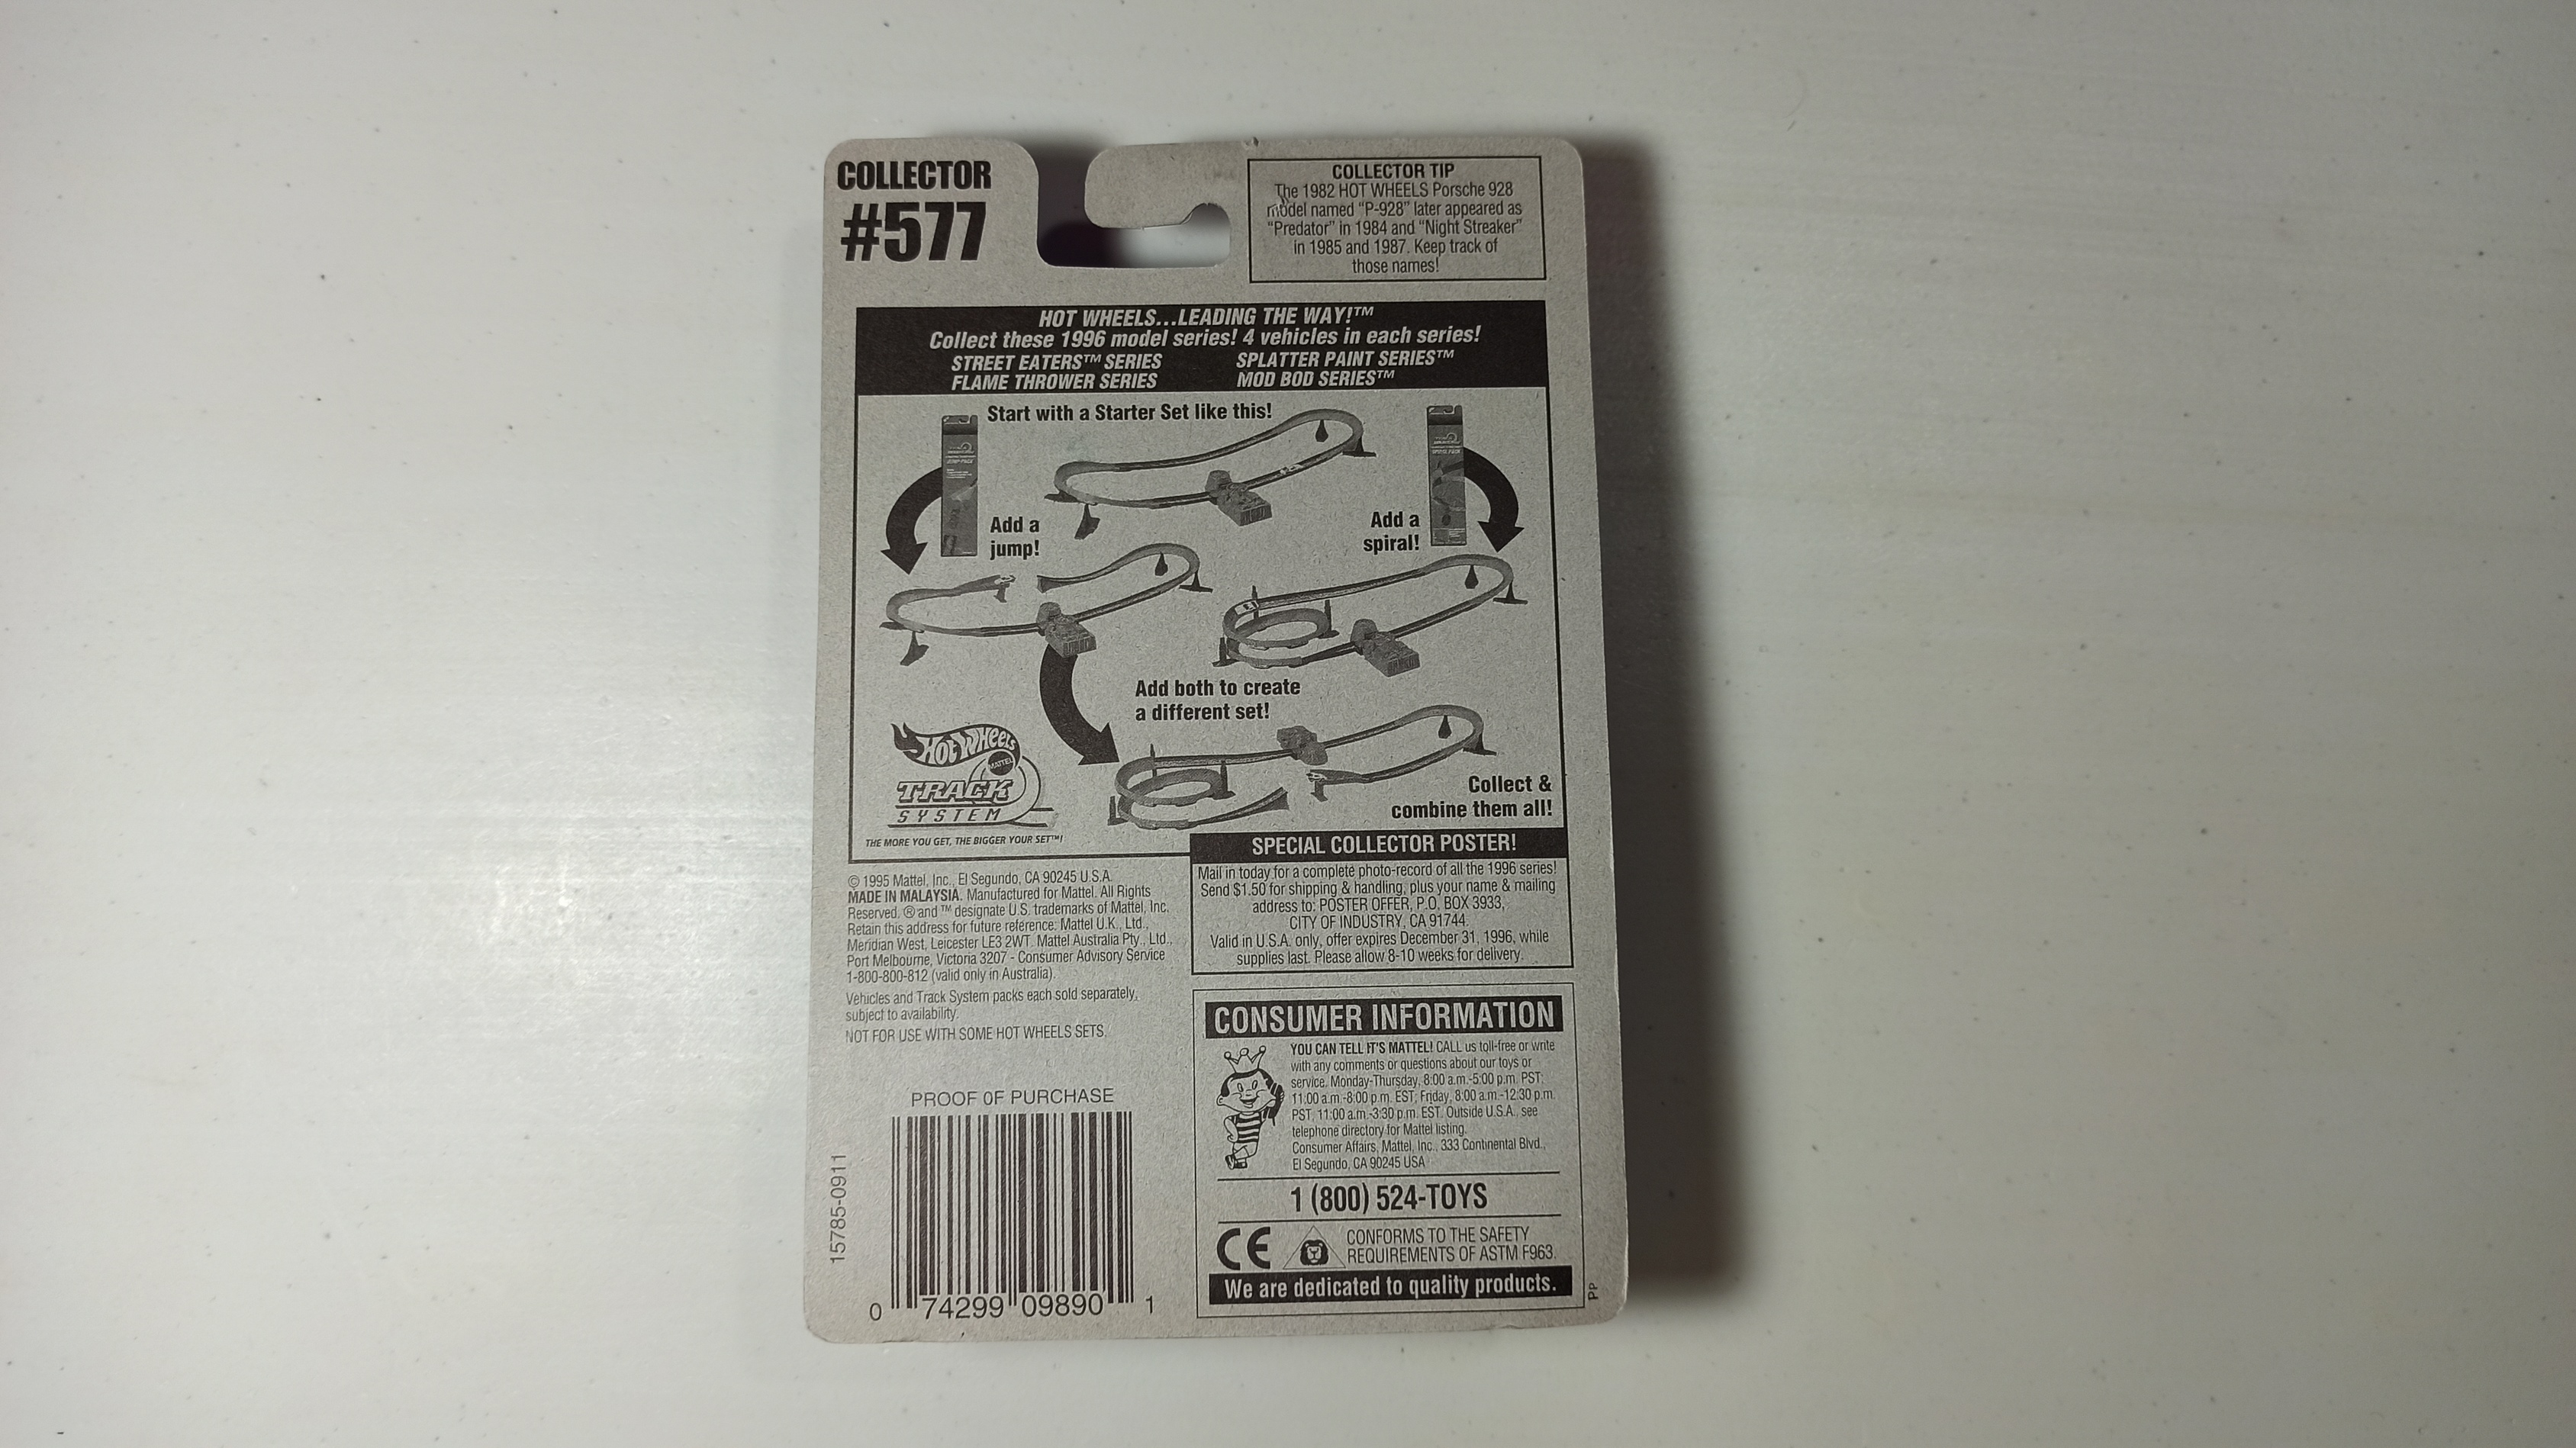 COLLECTOR
#577
COLLECTOR TIP
The 1982 HOT WHEELS Porsche 928
model named "P-928" later appeared as
"Predator" in 1984 and "Night Streaker"
in 1985 and 1987. Keep track of
those names!
HOT WHEELS...LEADING THE WAY!™
Collect these 1996 model series! 4 vehicles in each series!
STREET EATERS™ SERIES SPLATTER PAINT SERIES™
FLAME THROWER SERIES MOD BOD SERIES™
Start with a Starter Set like this!
Add a
jump!
Add a
spiral!
Add both to create
a different set!
Hot Wheels
MATTEL
TRACK
SYSTEM
THE MORE YOU GET, THE BIGGER YOUR SET™!
Collect &
combine them all!
© 1995 Mattel, Inc., El Segundo, CA 90245 U.S.A.
MADE IN MALAYSIA. Manufactured for Mattel. All Rights
Reserved. ® and ™ designate U.S. trademarks of Mattel, Inc.
Retain this address for future reference: Mattel U.K., Ltd.,
Meridian West, Leicester LE3 2WT. Mattel Australia Pty., Ltd.,
Port Melbourne, Victoria 3207 - Consumer Advisory Service
1-800-800-812 (valid only in Australia).
Vehicles and Track System packs each sold separately,
subject to availability.
NOT FOR USE WITH SOME HOT WHEELS SETS.
SPECIAL COLLECTOR POSTER!
Mail in today for a complete photo-record of all the 1996 series!
Send $1.50 for shipping & handling, plus your name & mailing
address to: POSTER OFFER, P.O. BOX 3933,
CITY OF INDUSTRY, CA 91744.
Valid in U.S.A. only, offer expires December 31, 1996, while
supplies last. Please allow 8-10 weeks for delivery.
CONSUMER INFORMATION
YOU CAN TELL IT'S MATTEL! CALL us toll-free or write
with any comments or questions about our toys or
service. Monday-Thursday, 8:00 a.m.-5:00 p.m. PST;
11:00 a.m.-8:00 p.m. EST; Friday, 8:00 a.m.-12:30 p.m.
PST, 11:00 a.m.-3:30 p.m. EST. Outside U.S.A., see
telephone directory for Mattel listing.
Consumer Affairs, Mattel, Inc., 333 Continental Blvd.,
El Segundo, CA 90245 USA
1 (800) 524-TOYS
CE
CONFORMS TO THE SAFETY
REQUIREMENTS OF ASTM F963.
We are dedicated to quality products.
PP
PROOF OF PURCHASE
15785-0911
0 74299 09890 1